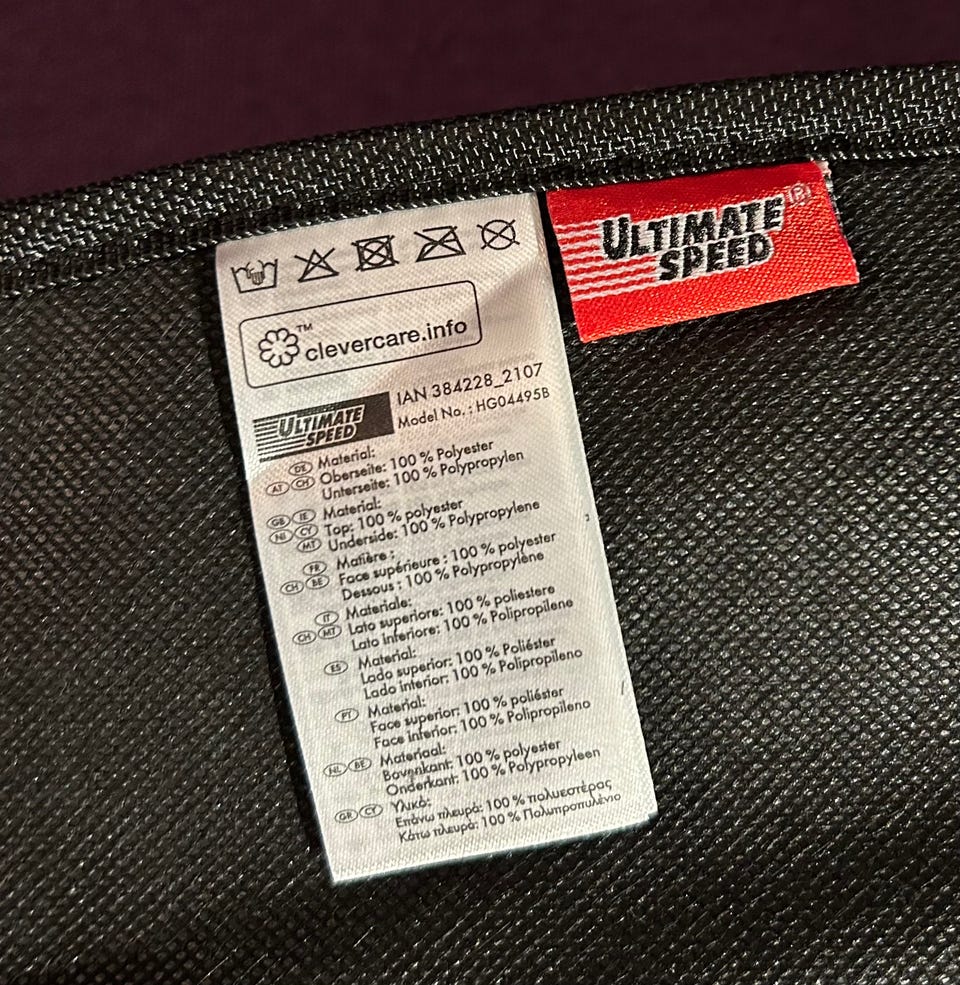 ULTIMATE
SPEED®
™
clevercare.info
ULTIMATE
SPEED
IAN 384228_2107
Model No. : HG04495B
DE Material:
AT CH Oberseite: 100 % Polyester
Unterseite: 100 % Polypropylen
GB IE Material:
NI CY Top: 100 % polyester
MT Underside: 100 % Polypropylene
FR Matière :
CH BE Face supérieure : 100 % polyester
Dessous : 100 % Polypropylène
IT Materiale:
CH MT Lato superiore: 100 % poliestere
Lato Inferiore: 100 % Polipropilene
ES Material:
Lado superior: 100 % Poliéster
Lado inferior: 100 % Polipropileno
PT Material:
Face superior: 100 % poliéster
Face Inferior: 100 % Polipropileno
NL BE Materiaal:
Bovenkant: 100 % polyester
Onderkant: 100 % Polypropyleen
GR CY Υλικό:
Επάνω πλευρά: 100 % πολυεστέρας
Κάτω πλευρά: 100 % Πολυπροπυλένιο